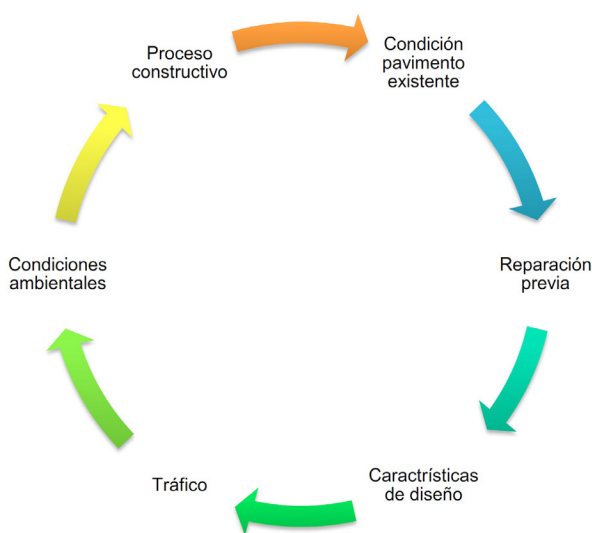 Proceso
constructivo
Condición
pavimento
existente
Reparación
previa
Caractrísticas
de diseño
Tráfico
Condiciones
ambientales